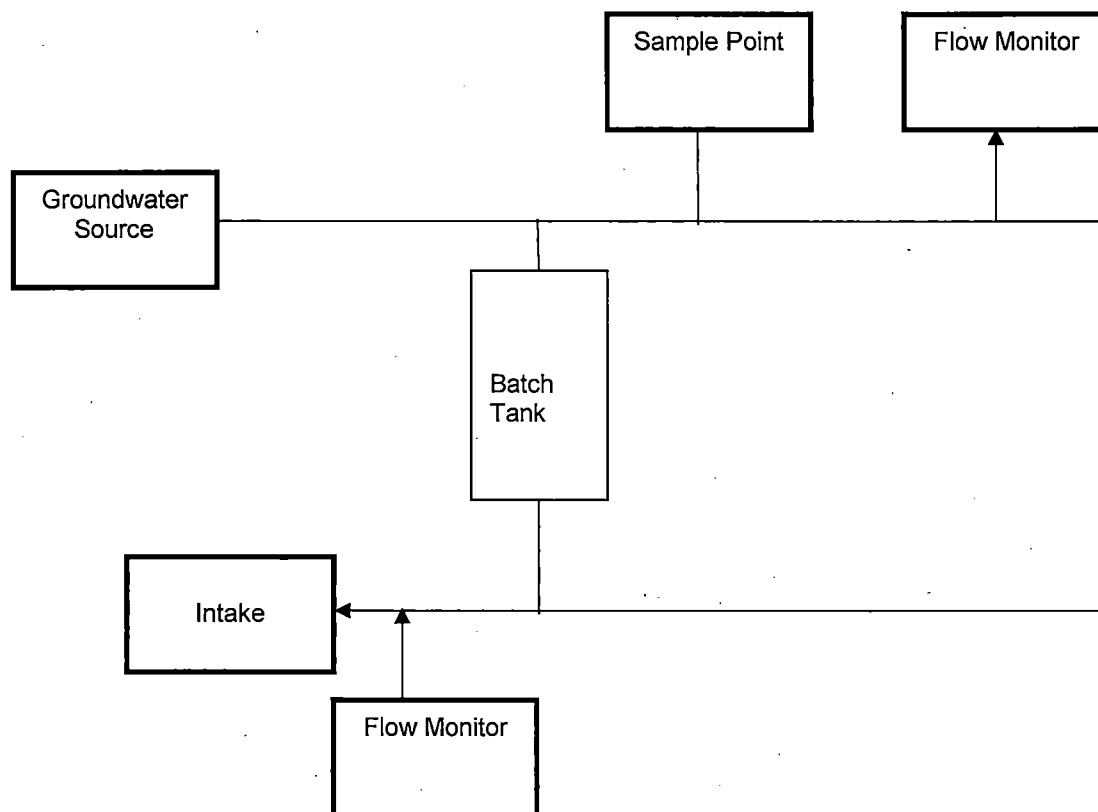 Sample Point
Flow Monitor
Groundwater
Source
Batch
Tank
Intake
Flow Monitor